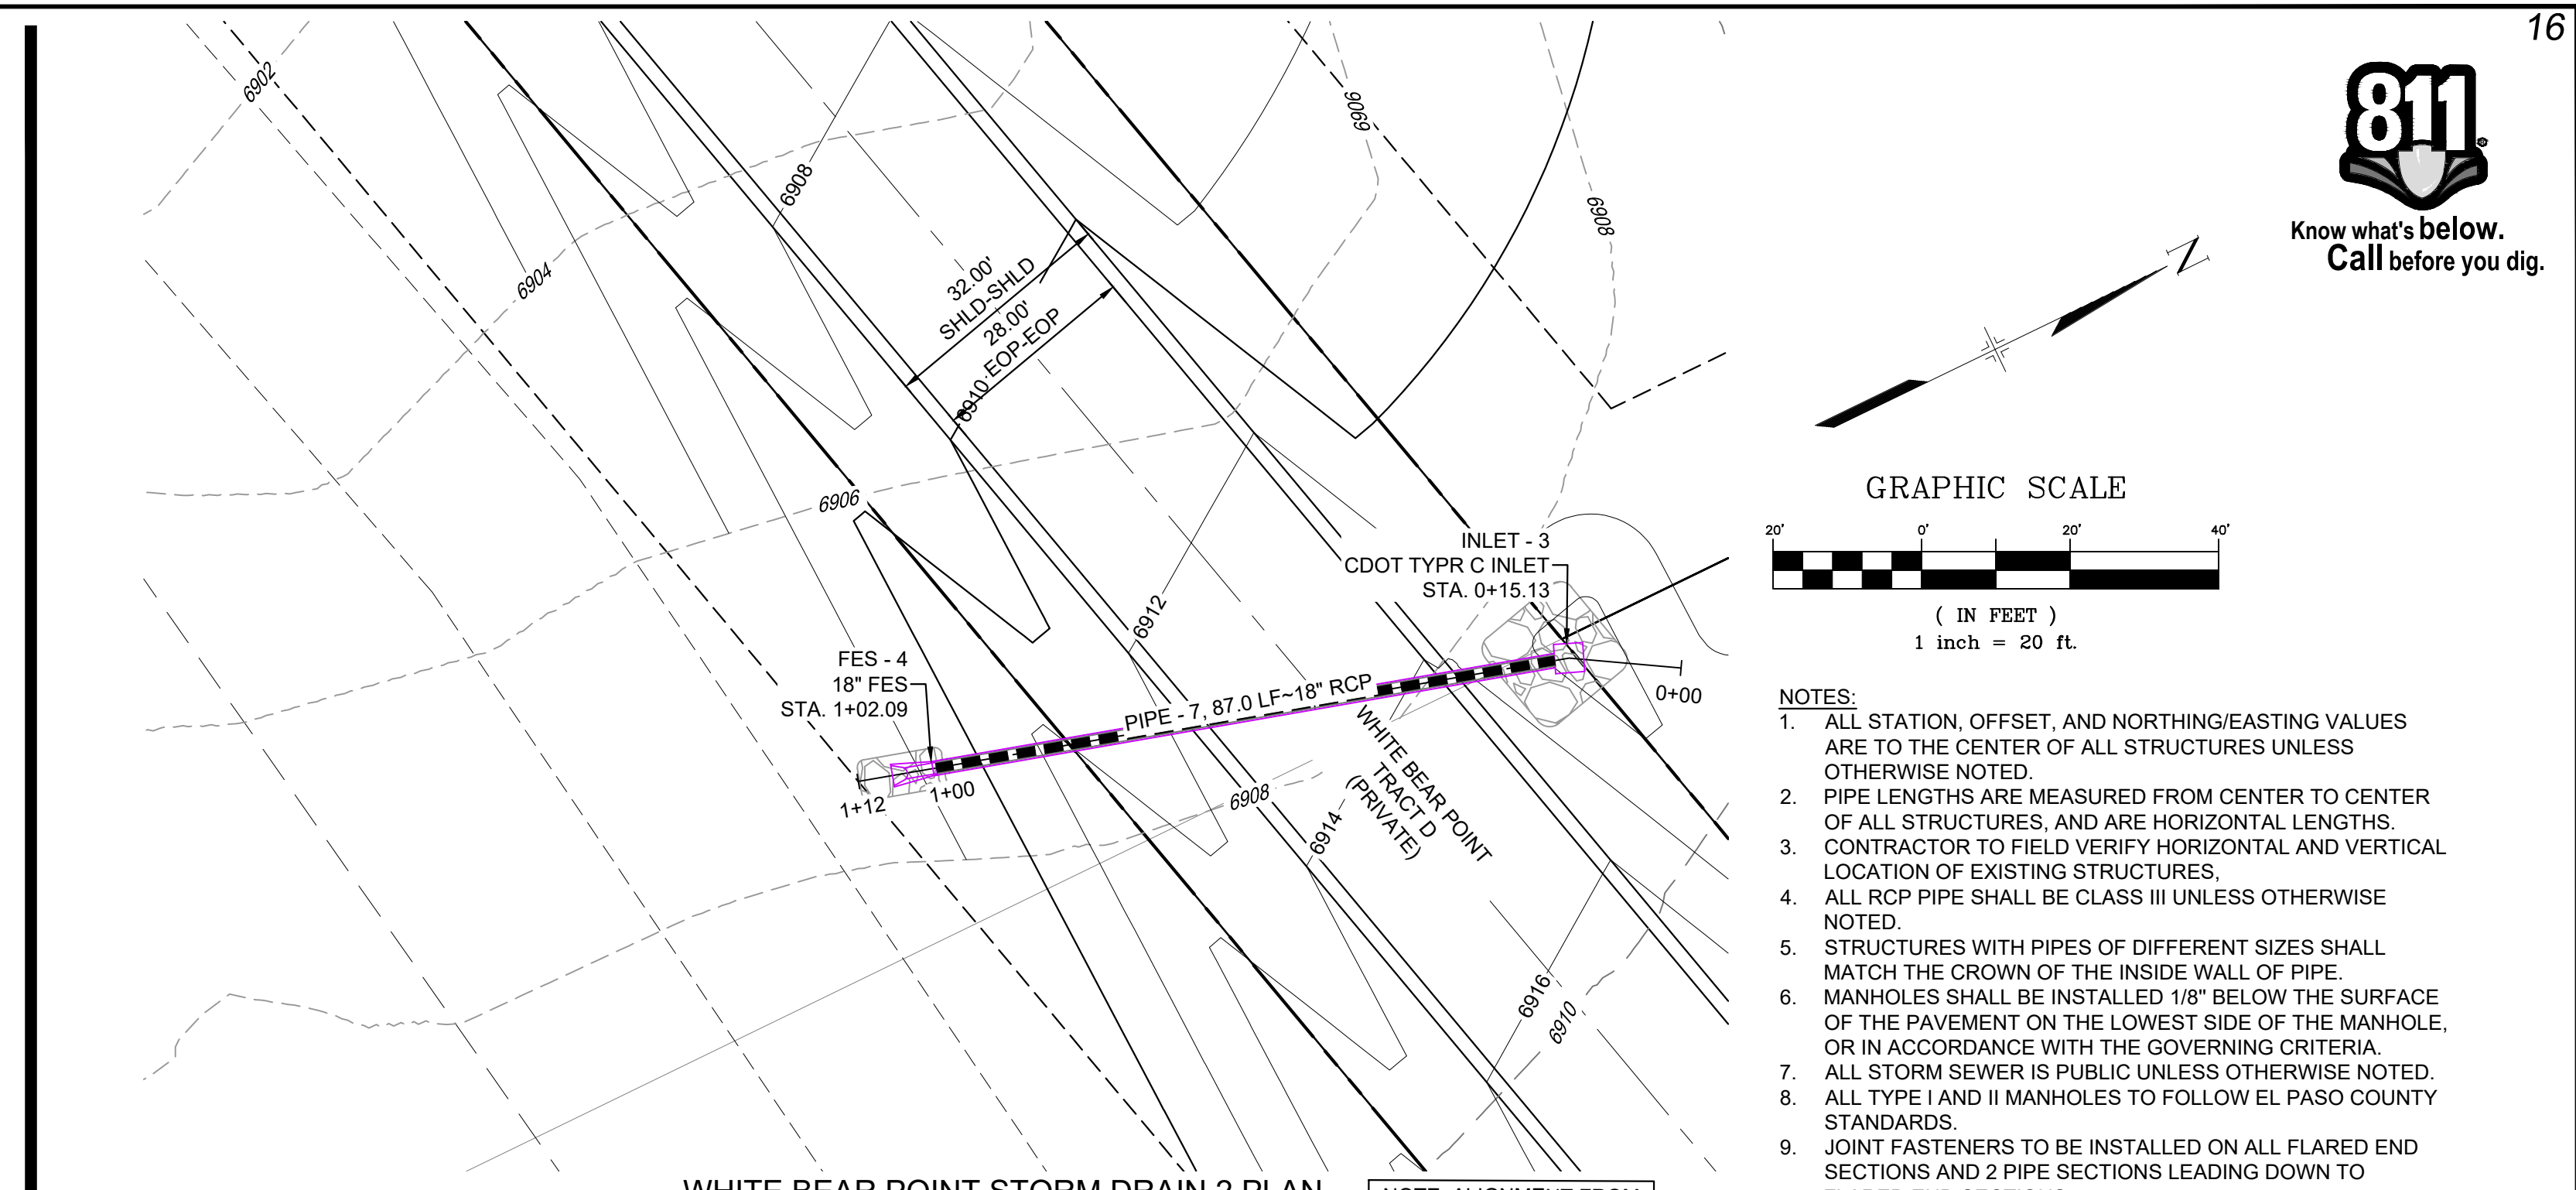 16
811
Know what's below.
Call before you dig.
6902
6904
6908
6906
6908
32.00'
SHLD-SHLD
28.00'
EOP-EOP
6910
6906
6912
INLET - 3
CDOT TYPR C INLET
STA. 0+15.13
FES - 4
18" FES
STA. 1+02.09
PIPE - 7, 87.0 LF~18" RCP
0+00
1+12
1+00
6908
WHITE BEAR POINT
TRACT D
(PRIVATE)
6914
6916
6910
N
GRAPHIC SCALE
20' 0' 20' 40'
( IN FEET )
1 inch = 20 ft.
NOTES:
1. ALL STATION, OFFSET, AND NORTHING/EASTING VALUES
ARE TO THE CENTER OF ALL STRUCTURES UNLESS
OTHERWISE NOTED.
2. PIPE LENGTHS ARE MEASURED FROM CENTER TO CENTER
OF ALL STRUCTURES, AND ARE HORIZONTAL LENGTHS.
3. CONTRACTOR TO FIELD VERIFY HORIZONTAL AND VERTICAL
LOCATION OF EXISTING STRUCTURES,
4. ALL RCP PIPE SHALL BE CLASS III UNLESS OTHERWISE
NOTED.
5. STRUCTURES WITH PIPES OF DIFFERENT SIZES SHALL
MATCH THE CROWN OF THE INSIDE WALL OF PIPE.
6. MANHOLES SHALL BE INSTALLED 1/8" BELOW THE SURFACE
OF THE PAVEMENT ON THE LOWEST SIDE OF THE MANHOLE,
OR IN ACCORDANCE WITH THE GOVERNING CRITERIA.
7. ALL STORM SEWER IS PUBLIC UNLESS OTHERWISE NOTED.
8. ALL TYPE I AND II MANHOLES TO FOLLOW EL PASO COUNTY
STANDARDS.
9. JOINT FASTENERS TO BE INSTALLED ON ALL FLARED END
SECTIONS AND 2 PIPE SECTIONS LEADING DOWN TO
WHITE BEAR POINT STORM DRAIN 2 PLAN
NOTE: ALIGNMENT FROM